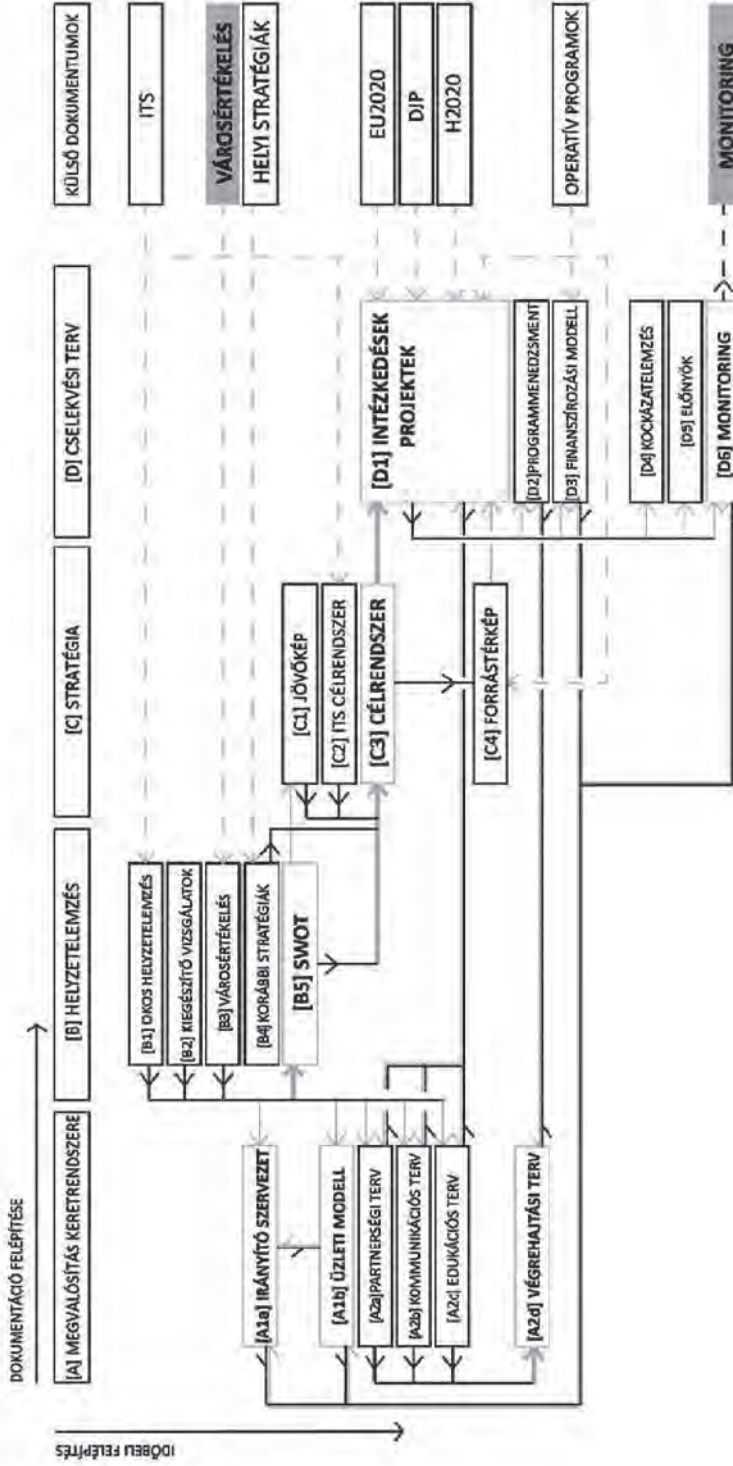 DOKUMENTÁCIÓ FELÉPÍTÉSE
IDŐBELI FELÉPÍTÉS
[A] MEGVALÓSÍTÁS KERETRENDSZERE
[B] HELYZETELEMZÉS
[C] STRATÉGIA
[D] CSELEKVÉSI TERV
KÜLSŐ DOKUMENTUMOK
[A1a] IRÁNYÍTÓ SZERVEZET
[A1b] ÜZLETI MODELL
[A2a]PARTNERSÉGI TERV
[A2b] KOMMUNIKÁCIÓS TERV
[A2c] EDUKÁCIÓS TERV
[A2d] VÉGREHAJTÁSI TERV
[B1] OKOS HELYZETELEMZÉS
[B2] KIEGÉSZÍTŐ VIZSGÁLATOK
[B3] VÁROSÉRTÉKELÉS
[B4] KORÁBBI STRATÉGIÁK
[B5] SWOT
[C1] JÖVŐKÉP
[C2] ITS CÉLRENDSZER
[C3] CÉLRENDSZER
[C4] FORRÁSTÉRKÉP
[D1] INTÉZKEDÉSEK
PROJEKTEK
[D2]PROGRAMMENEDZSMENT
[D3] FINANSZÍROZÁSI MODELL
[D4] KOCKÁZATELEMZÉS
[D5] ELŐNYÖK
[D6] MONITORING
ITS
VÁROSÉRTÉKELÉS
HELYI STRATÉGIÁK
EU2020
DJP
H2020
OPERATÍV PROGRAMOK
MONITORING